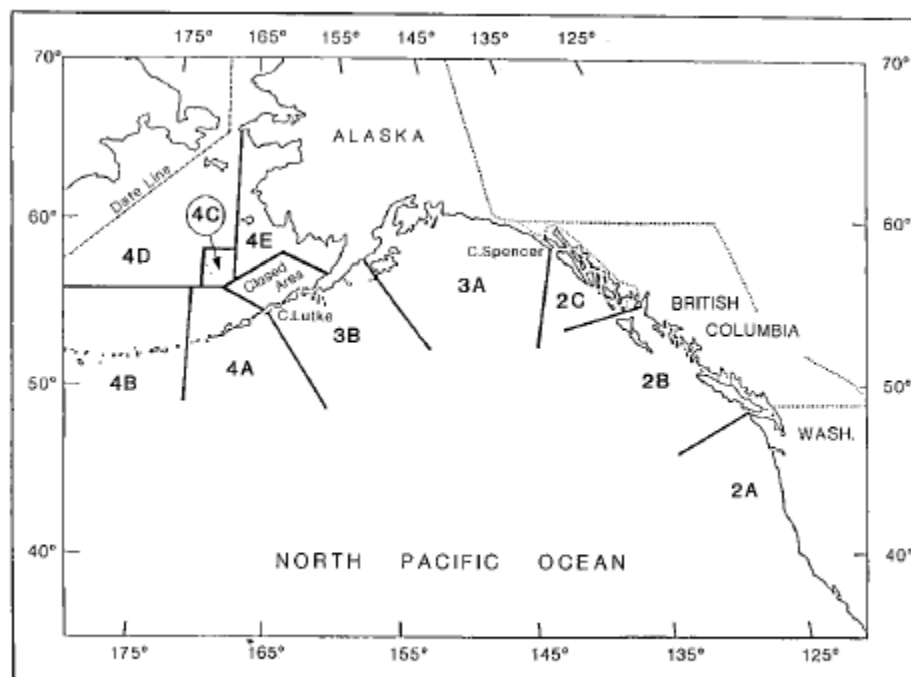 175° 165° 155° 145° 135° 125°
70° 70°
ALASKA
Date Line
60° 4C 60°
4D 4E C.Spencer
Closed
Area 3A
2C BRITISH
C.Lutke COLUMBIA
3B
50° 4B 4A 2B 50°
WASH.
2A
40° 40°
NORTH PACIFIC OCEAN
175° 165° 155° 145° 135° 125°